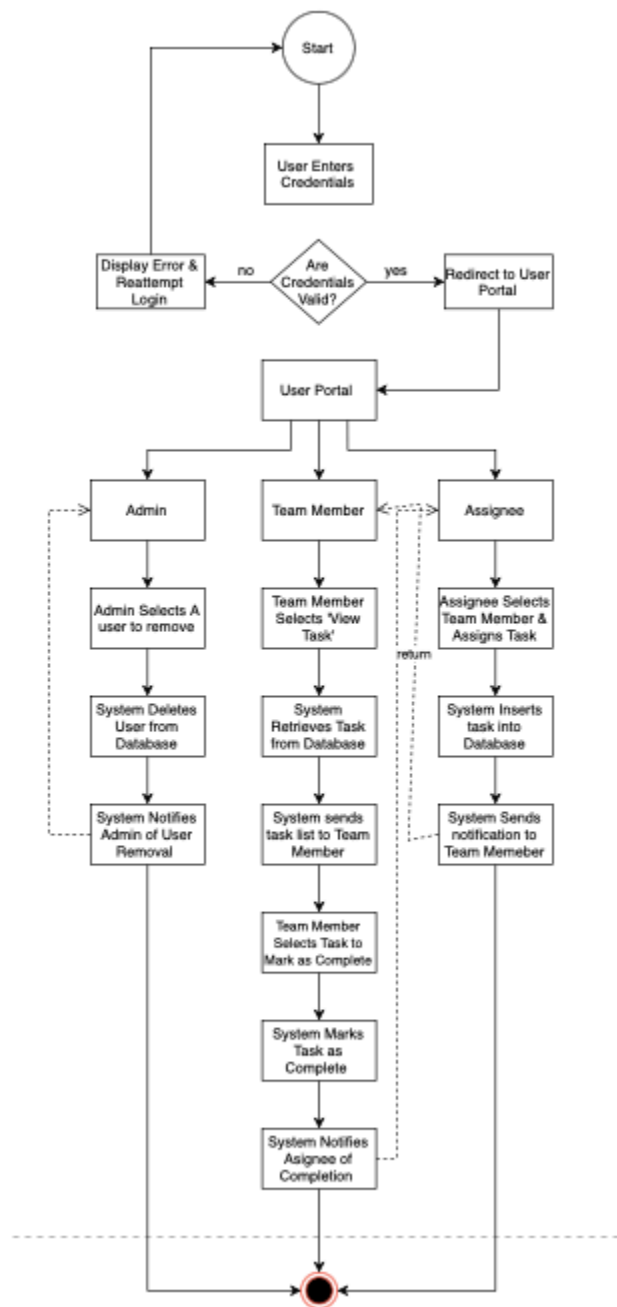 Start
User Enters
Credentials
Display Error &
Reattempt
Login
no
Are
Credentials
Valid?
yes
Redirect to User
Portal
User Portal
Admin
Team Member
Assignee
Admin Selects A
user to remove
Team Member
Selects 'View
Task'
Assignee Selects
Team Member &
Assigns Task
return
System Deletes
User from
Database
System
Retrieves Task
from Database
System Inserts
task into
Database
System Notifies
Admin of User
Removal
System sends
task list to Team
Member
System Sends
notification to
Team Memeber
Team Member
Selects Task to
Mark as Complete
System Marks
Task as
Complete
System Notifies
Asignee of
Completion